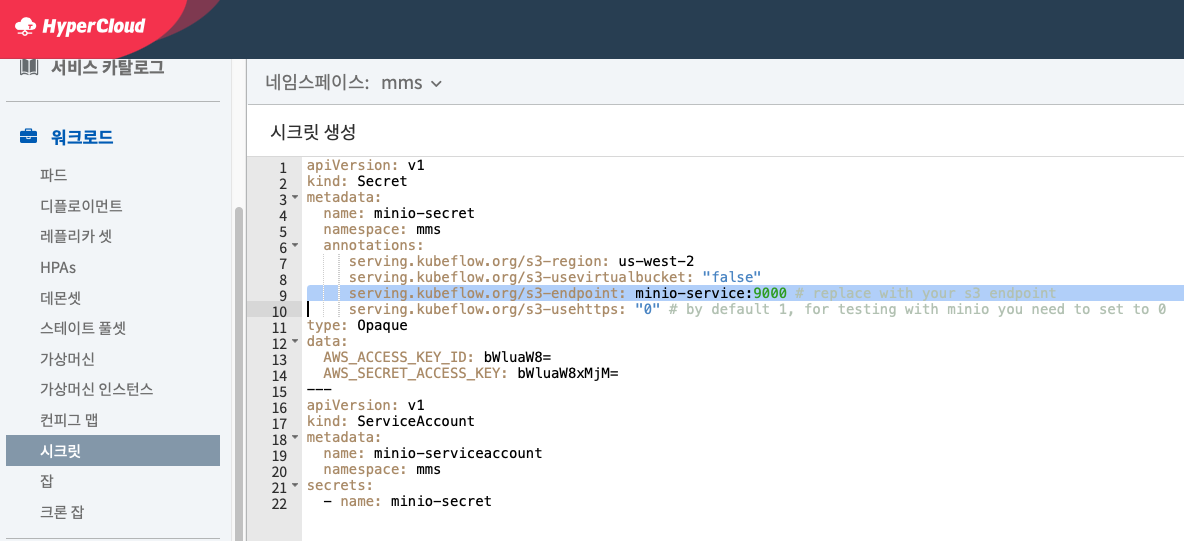 HyperCloud
서비스 카탈로그
워크로드
파드
디플로이먼트
레플리카 셋
HPAs
데몬셋
스테이트 풀셋
가상머신
가상머신 인스턴스
컨피그 맵
시크릿
잡
크론 잡
네임스페이스: mms
시크릿 생성
1 apiVersion: v1
2 kind: Secret
3 metadata:
4 name: minio-secret
5 namespace: mms
6 annotations:
7 serving.kubeflow.org/s3-region: us-west-2
8 serving.kubeflow.org/s3-usevirtualbucket: "false"
9 serving.kubeflow.org/s3-endpoint: minio-service:9000 # replace with your s3 endpoint
10 serving.kubeflow.org/s3-usehttps: "0" # by default 1, for testing with minio you need to set to 0
11 type: Opaque
12 data:
13 AWS_ACCESS_KEY_ID: bWluaW8=
14 AWS_SECRET_ACCESS_KEY: bWluaW8xMjM=
15 ---
16 apiVersion: v1
17 kind: ServiceAccount
18 metadata:
19 name: minio-serviceaccount
20 namespace: mms
21 secrets:
22 - name: minio-secret